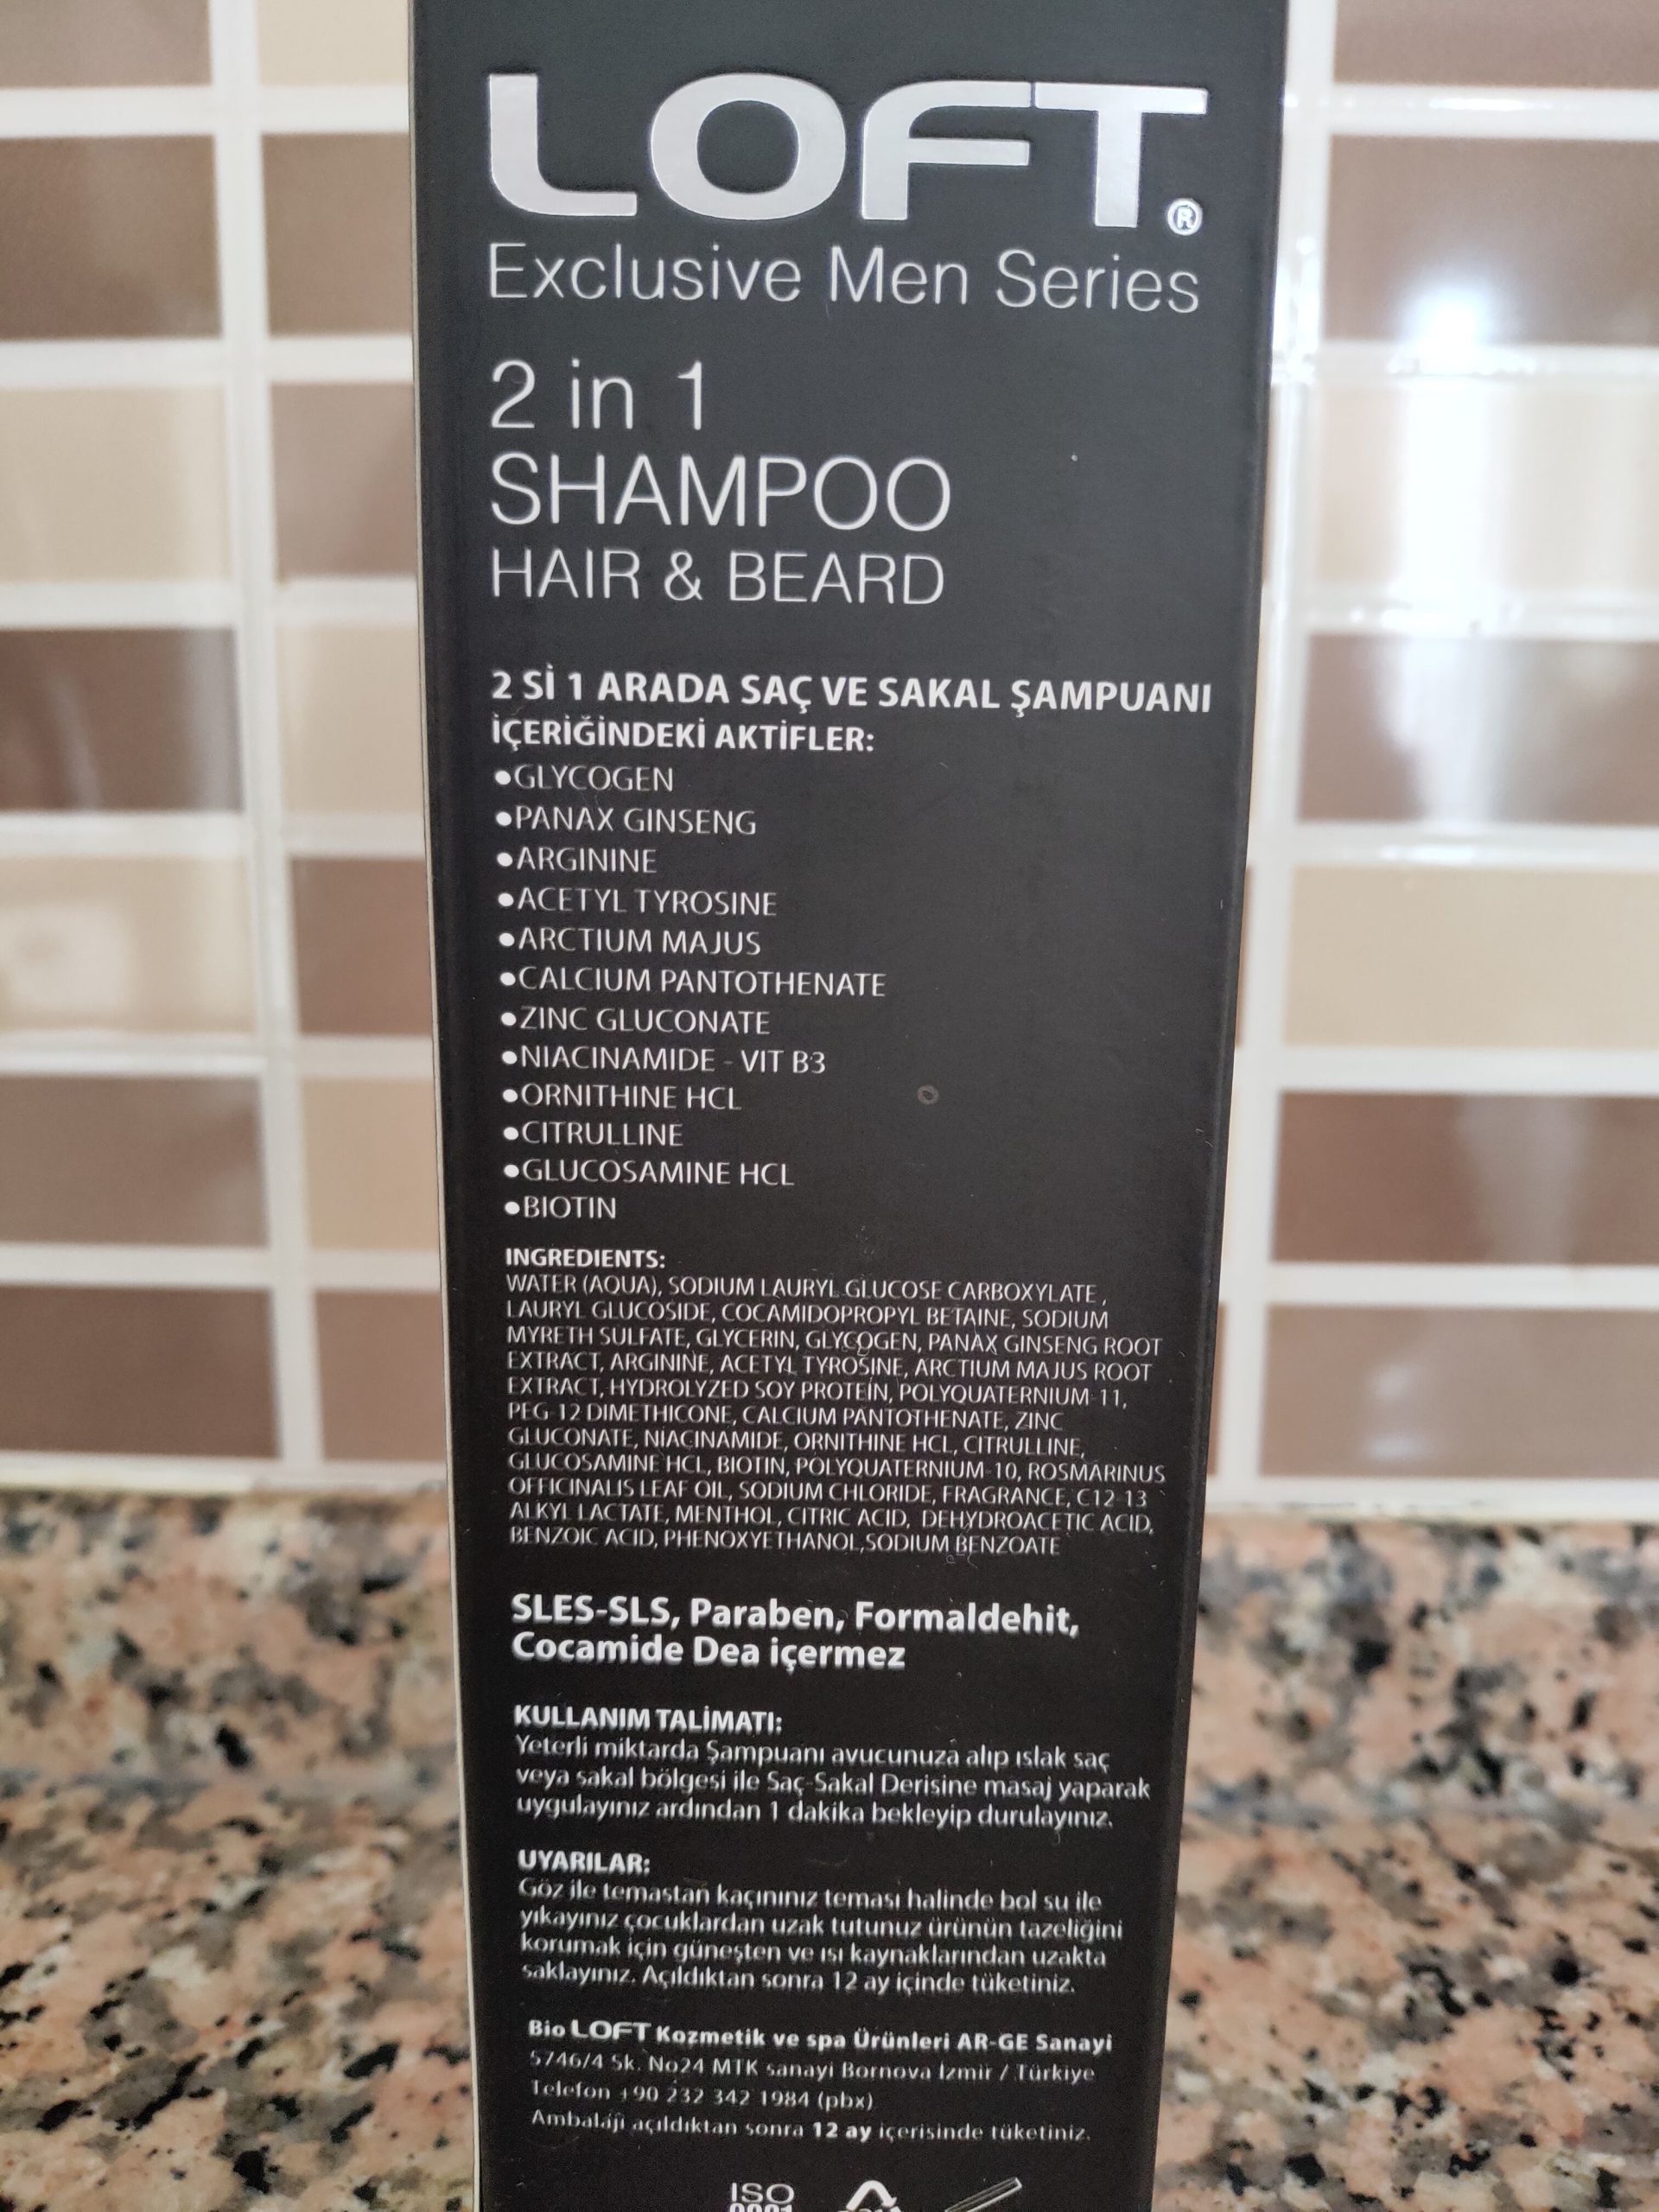 LOFT®
Exclusive Men Series
2 in 1
SHAMPOO
HAIR & BEARD
2 Sİ 1 ARADA SAÇ VE SAKAL ŞAMPUANI
İÇERİĞİNDEKİ AKTİFLER:
●GLYCOGEN
●PANAX GINSENG
●ARGININE
●ACETYL TYROSINE
●ARCTIUM MAJUS
●CALCIUM PANTOTHENATE
●ZINC GLUCONATE
●NIACINAMIDE - VIT B3
●ORNITHINE HCL
●CITRULLINE
●GLUCOSAMINE HCL
●BIOTIN
INGREDIENTS:
WATER (AQUA), SODIUM LAURYL GLUCOSE CARBOXYLATE ,
LAURYL GLUCOSIDE, COCAMIDOPROPYL BETAINE, SODIUM
MYRETH SULFATE, GLYCERIN, GLYCOGEN, PANAX GINSENG ROOT
EXTRACT, ARGININE, ACETYL TYROSINE, ARCTIUM MAJUS ROOT
EXTRACT, HYDROLYZED SOY PROTEIN, POLYQUATERNIUM-11,
PEG-12 DIMETHICONE, CALCIUM PANTOTHENATE, ZINC
GLUCONATE, NIACINAMIDE, ORNITHINE HCL, CITRULLINE,
GLUCOSAMINE HCL, BIOTIN, POLYQUATERNIUM-10, ROSMARINUS
OFFICINALIS LEAF OIL, SODIUM CHLORIDE, FRAGRANCE, C12-13
ALKYL LACTATE, MENTHOL, CITRIC ACID, DEHYDROACETIC ACID,
BENZOIC ACID, PHENOXYETHANOL,SODIUM BENZOATE
SLES-SLS, Paraben, Formaldehit,
Cocamide Dea içermez
KULLANIM TALİMATI:
Yeterli miktarda Şampuanı avucunuza alıp ıslak saç
veya sakal bölgesi ile Saç-Sakal Derisine masaj yaparak
uygulayınız ardından 1 dakika bekleyip durulayınız.
UYARILAR:
Göz ile temastan kaçınınız teması halinde bol su ile
yıkayınız çocuklardan uzak tutunuz ürünün tazeliğini
korumak için güneşten ve ısı kaynaklarından uzakta
saklayınız. Açıldıktan sonra 12 ay içinde tüketiniz.
Bio LOFT Kozmetik ve spa Ürünleri AR-GE Sanayi
5746/4 Sk. No24 MTK sanayi Bornova İzmir / Türkiye
Telefon +90 232 342 1984 (pbx)
Ambalajı açıldıktan sonra 12 ay içerisinde tüketiniz.
ISO